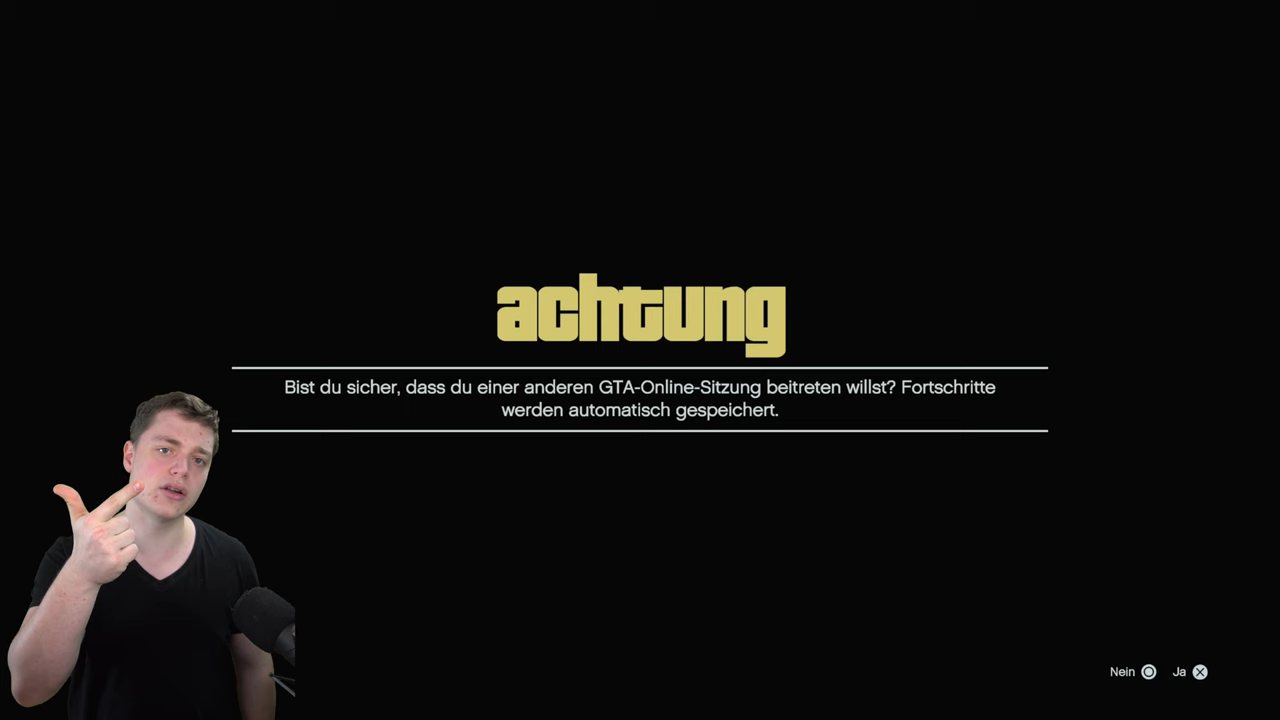 achtung
Bist du sicher, dass du einer anderen GTA-Online-Sitzung beitreten willst? Fortschritte
werden automatisch gespeichert.
Nein Ja